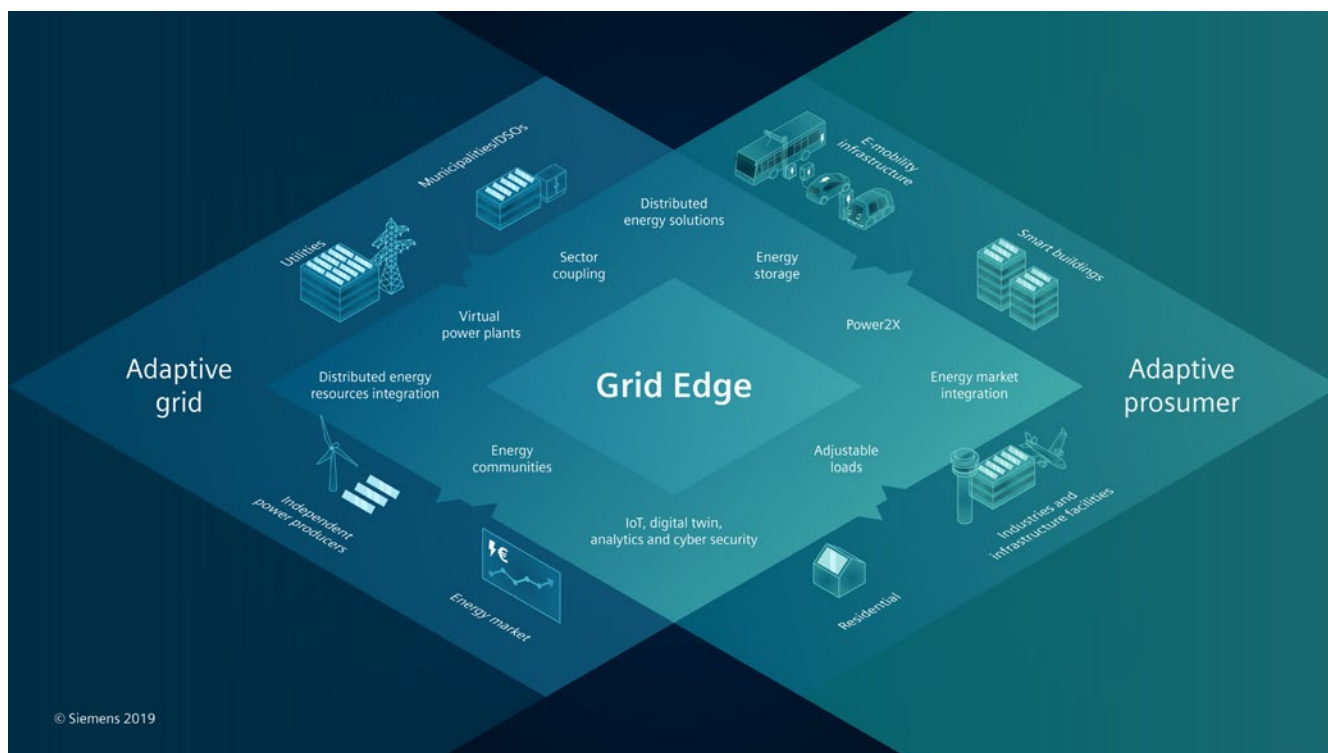 Municipalities/DSOs
E-mobility
infrastructure
Distributed
energy solutions
Utilities
Sector
coupling
Energy
storage
Smart buildings
Virtual
power plants
Power2X
Adaptive
grid
Distributed energy
resources integration
Grid Edge
Energy market
integration
Adaptive
prosumer
Energy
communities
Adjustable
loads
Independent
power producers
IoT, digital twin,
analytics and cyber security
Industries and
infrastructure facilities
€
Energy market
Residential
© Siemens 2019